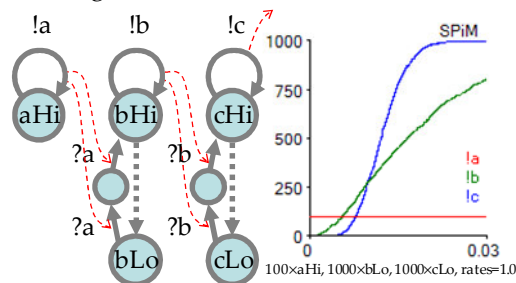 !a !b !c
aHi bHi cHi
?a ?b
?a ?b
bLo cLo
SPiM
1000
750
500
250
0
!a
!b
!c
0 0.03
100×aHi, 1000×bLo, 1000×cLo, rates=1.0